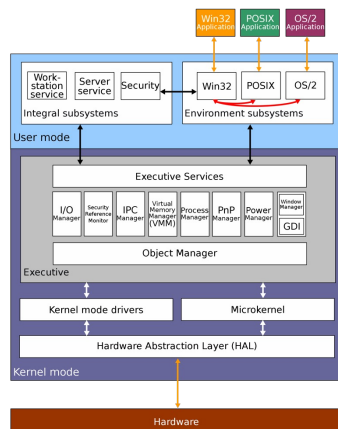 Win32
Application
POSIX
Application
OS/2
Application
Work-
station
service
Server
service
Security
Win32
POSIX
OS/2
Integral subsystems
Environment subsystems
User mode
Executive Services
I/O
Manager
Security
Reference
Monitor
IPC
Manager
Virtual
Memory
Manager
(VMM)
Process
Manager
PnP
Manager
Power
Manager
Window
Manager
GDI
Object Manager
Executive
Kernel mode drivers
Microkernel
Hardware Abstraction Layer (HAL)
Kernel mode
Hardware